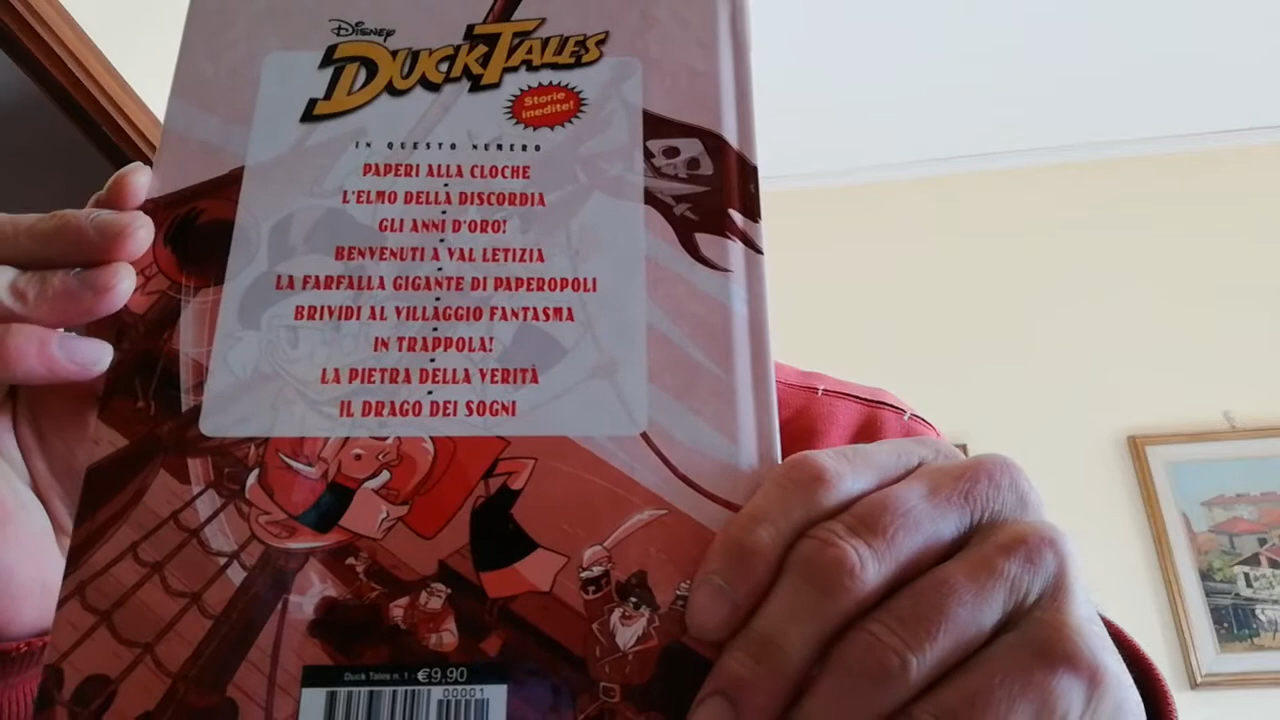 Disney
DUCKTALES
Storie
inedite!
IN QUESTO NUMERO
PAPERI ALLA CLOCHE
L'ELMO DELLA DISCORDIA
GLI ANNI D'ORO!
BENVENUTI A VAL LETIZIA
LA FARFALLA GIGANTE DI PAPEROPOLI
BRIVIDI AL VILLAGGIO FANTASMA
IN TRAPPOLA!
LA PIETRA DELLA VERITÀ
IL DRAGO DEI SOGNI
Duck Tales n. 1 - €9,90
00001